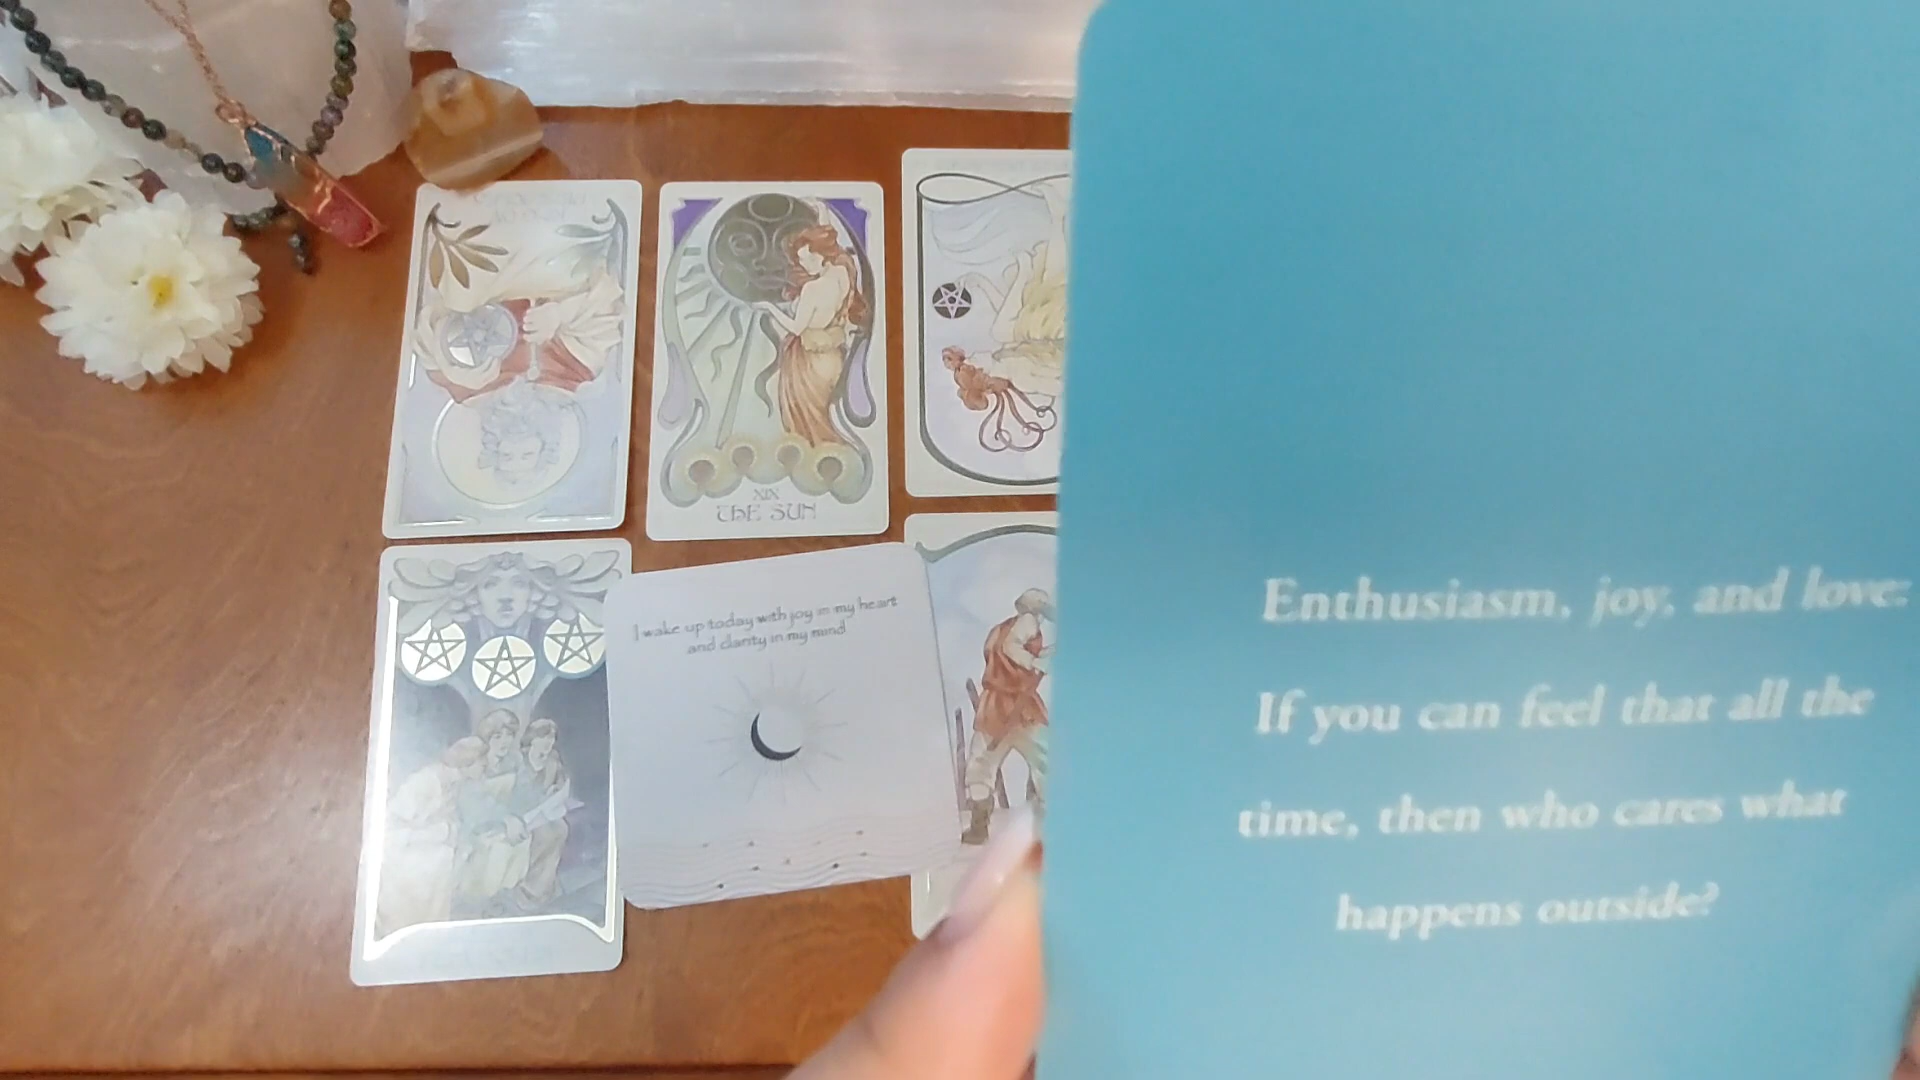 XIX
THE SUN
I wake up today with joy in my heart
and clarity in my mind
Enthusiasm, joy, and love:
If you can feel that all the
time, then who cares what
happens outside?